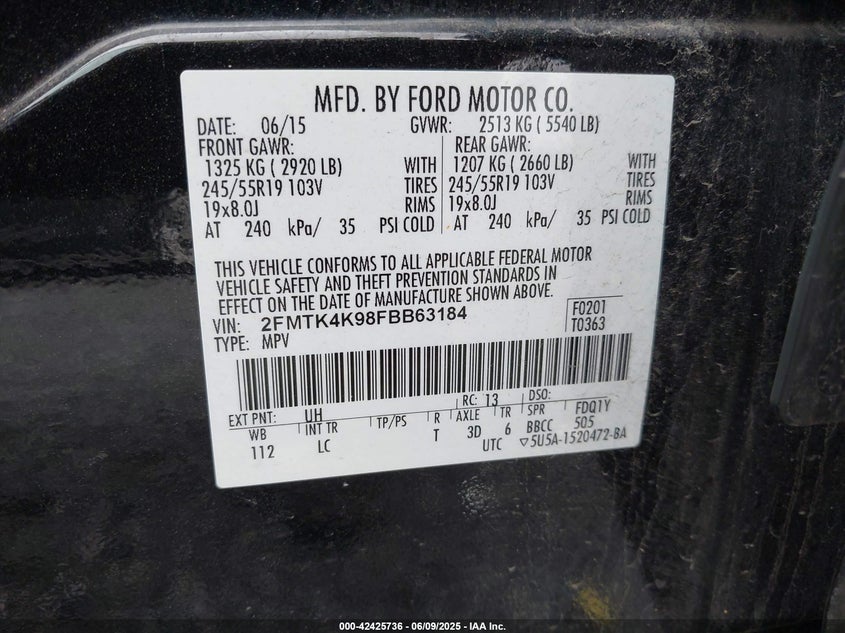 MFD. BY FORD MOTOR CO.
DATE: 06/15 GVWR: 2513 KG ( 5540 LB)
FRONT GAWR: REAR GAWR:
1325 KG ( 2920 LB) WITH 1207 KG ( 2660 LB) WITH
245/55R19 103V TIRES 245/55R19 103V TIRES
19x8.0J RIMS 19x8.0J RIMS
AT 240 kPa/ 35 PSI COLD AT 240 kPa/ 35 PSI COLD
THIS VEHICLE CONFORMS TO ALL APPLICABLE FEDERAL MOTOR
VEHICLE SAFETY AND THEFT PREVENTION STANDARDS IN
EFFECT ON THE DATE OF MANUFACTURE SHOWN ABOVE.
VIN: 2FMTK4K98FBB63184 F0201
TYPE: MPV T0363
EXT PNT: UH RC: 13 DSO:
WB INT TR TP/PS R AXLE TR SPR FDQ1Y
112 LC T 3D 6 BBCC 505
UTC ▽5U5A-1520472-BA
000-42425736 - 06/09/2025 - IAA Inc.